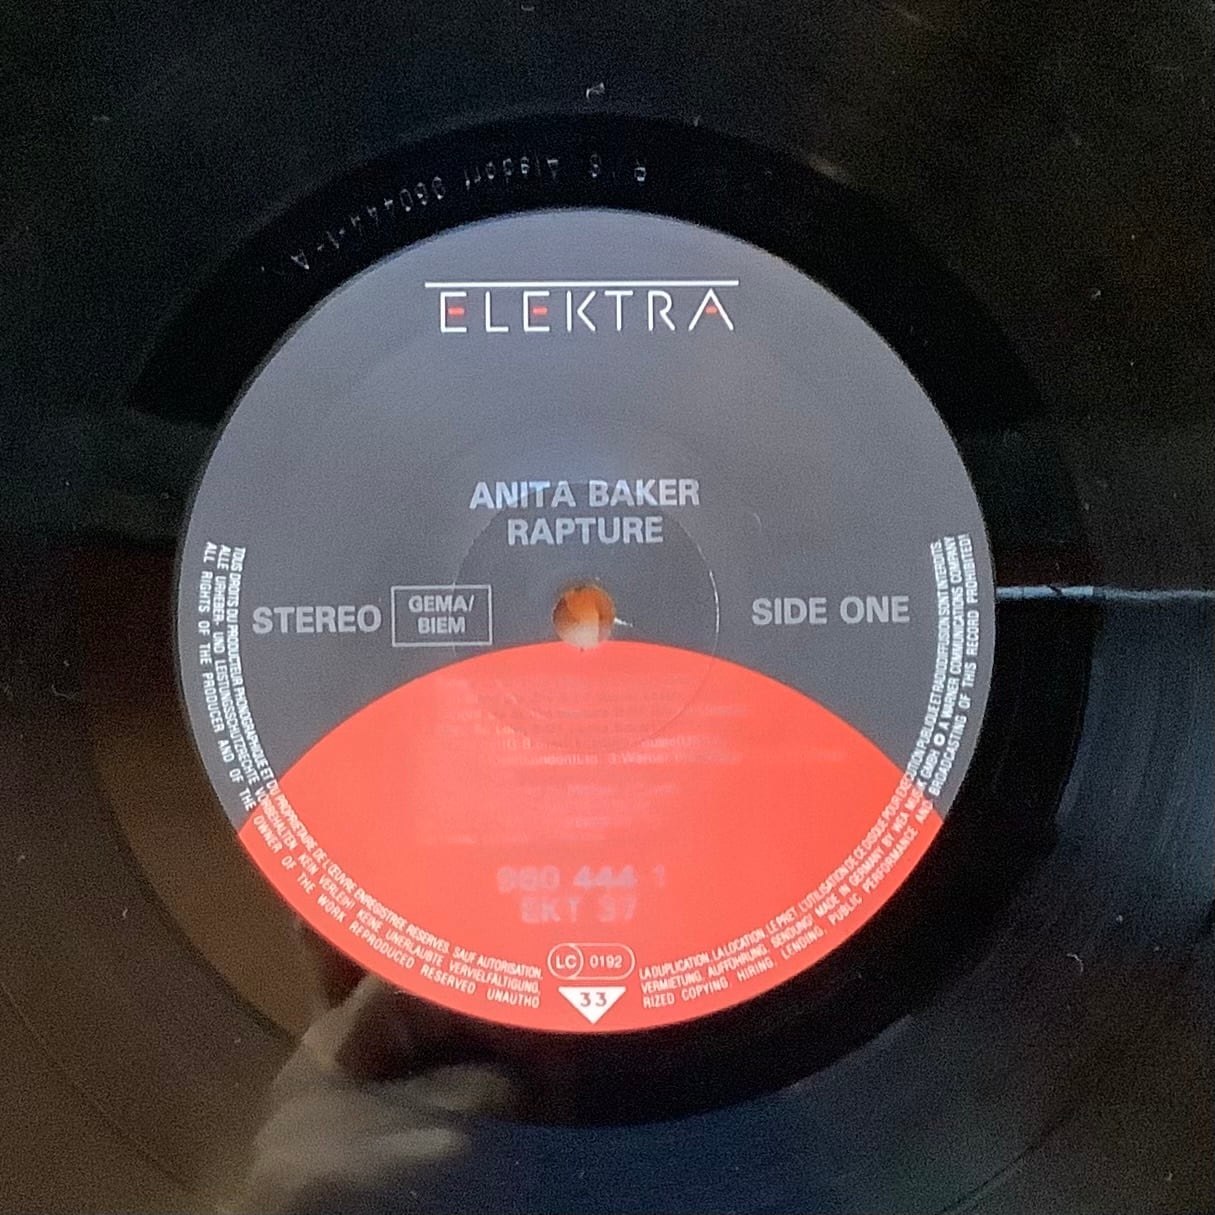 R/S Alsdorf 960444-1-A
ELEKTRA
ANITA BAKER
RAPTURE
STEREO
GEMA/
BIEM
SIDE ONE
960 444 1
EKT 37
LC 0192
33
TOUS DROITS DU PRODUCTEUR PHONOGRAPHIQUE ET DU PROPRIETAIRE DE L'ŒUVRE ENREGISTREE RESERVES. SAUF AUTORISATION, LA DUPLICATION, LA LOCATION, LE PRET, L'UTILISATION DE CE DISQUE POUR EXECUTION PUBLIQUE ET RADIODIFFUSION SONT INTERDITS
ALLE URHEBER- UND LEISTUNGSSCHUTZRECHTE VORBEHALTEN. KEIN VERLEIH! KEINE UNERLAUBTE VERVIELFÄLTIGUNG, VERMIETUNG, AUFFÜHRUNG, SENDUNG! MADE IN GERMANY BY WEA MUSIK GMBH A WARNER COMMUNICATIONS COMPANY
ALL RIGHTS OF THE PRODUCER AND OF THE OWNER OF THE WORK REPRODUCED RESERVED UNAUTHO RIZED COPYING, HIRING, LENDING, PUBLIC PERFORMANCE AND BROADCASTING OF THIS RECORD PROHIBITED!